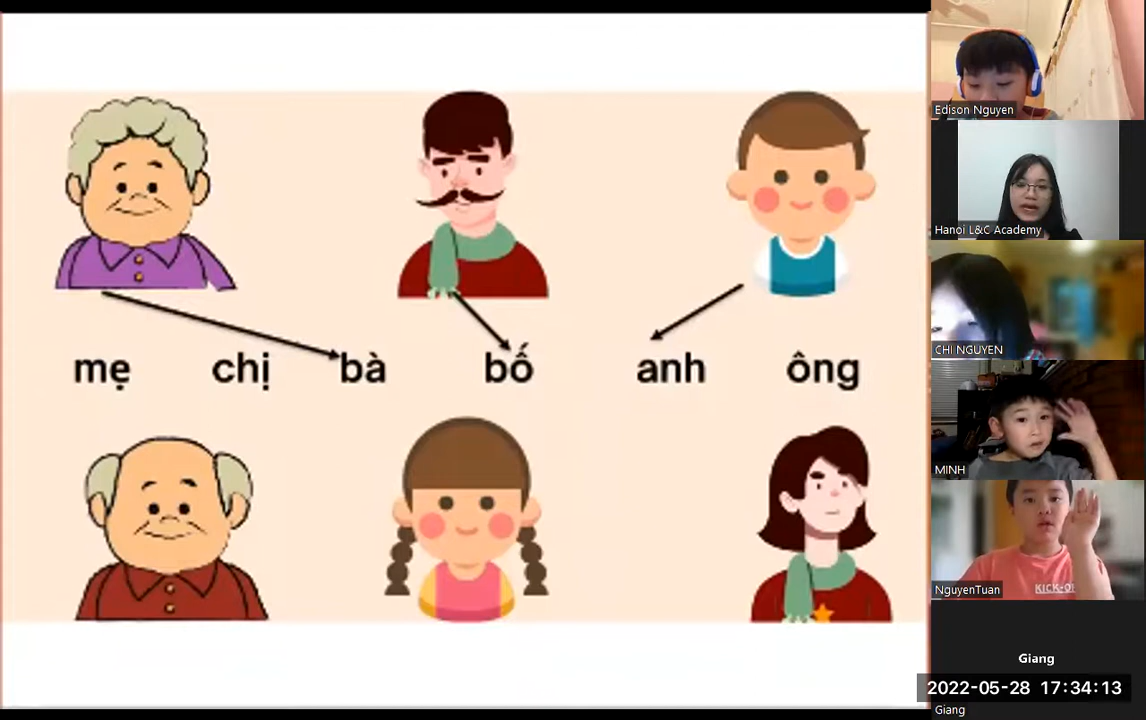 mẹ chị bà bố anh ông
Edison Nguyen
Hanoi L&C Academy
CHI NGUYEN
MINH
KICK-O
NguyenTuan
Giang
2022-05-28 17:34:13
Giang